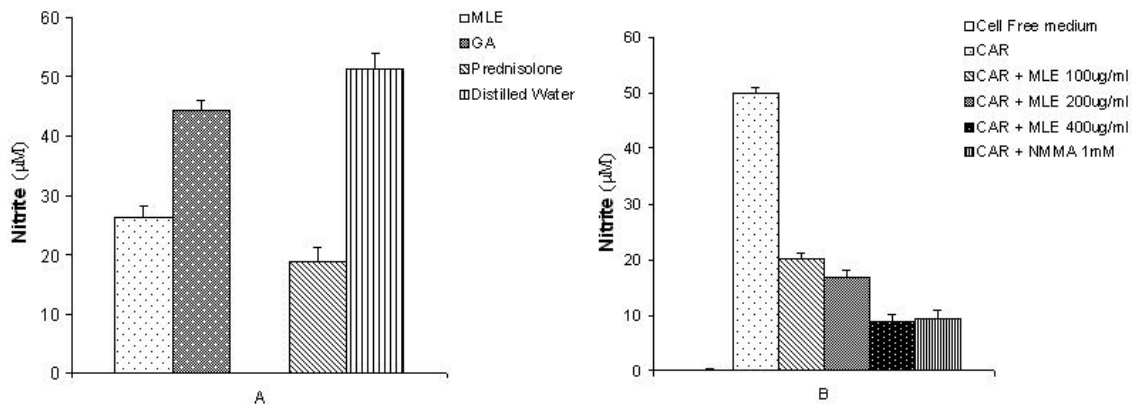 60
50
40
30
20
10
0
Nitrite (µM)
A
MLE
GA
Prednisolone
Distilled Water
60
50
40
30
20
10
0
Nitrite (µM)
B
Cell Free medium
CAR
CAR + MLE 100ug/ml
CAR + MLE 200ug/ml
CAR + MLE 400ug/ml
CAR + NMMA 1mM